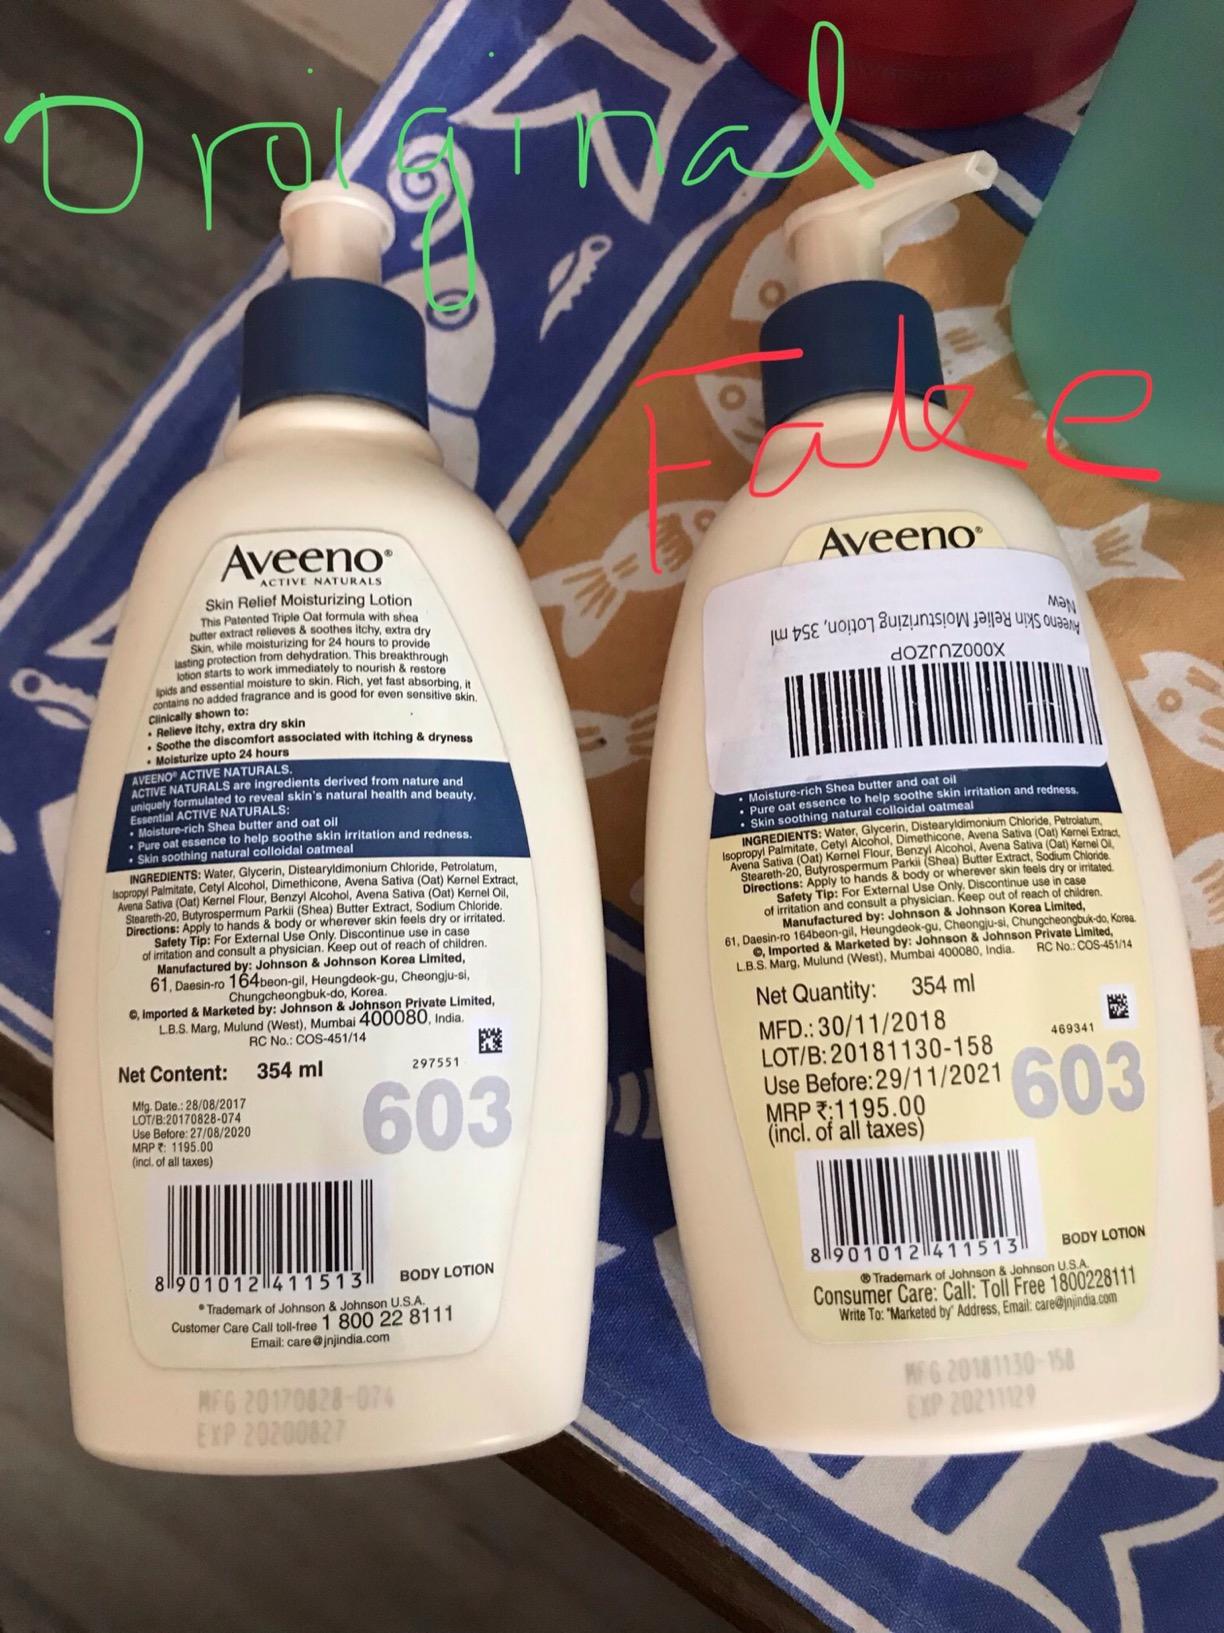 Original
Fake
Aveeno®
ACTIVE NATURALS
Skin Relief Moisturizing Lotion
This Patented Triple Oat formula with shea
butter extract relieves & soothes itchy, extra dry
Skin, while moisturizing for 24 hours to provide
lasting protection from dehydration. This breakthrough
lotion starts to work immediately to nourish & restore
lipids and essential moisture to skin. Rich, yet fast absorbing, it
contains no added fragrance and is good for even sensitive skin.
Clinically shown to:
• Relieve itchy, extra dry skin
• Soothe the discomfort associated with itching & dryness
• Moisturize upto 24 hours
AVEENO® ACTIVE NATURALS.
ACTIVE NATURALS are ingredients derived from nature and
uniquely formulated to reveal skin's natural health and beauty.
Essential ACTIVE NATURALS:
• Moisture-rich Shea butter and oat oil
• Pure oat essence to help soothe skin irritation and redness.
• Skin soothing natural colloidal oatmeal
INGREDIENTS: Water, Glycerin, Distearyldimonium Chloride, Petrolatum,
Isopropyl Palmitate, Cetyl Alcohol, Dimethicone, Avena Sativa (Oat) Kernel Extract,
Avena Sativa (Oat) Kernel Flour, Benzyl Alcohol, Avena Sativa (Oat) Kernel Oil,
Steareth-20, Butyrospermum Parkii (Shea) Butter Extract, Sodium Chloride.
Directions: Apply to hands & body or wherever skin feels dry or irritated.
Safety Tip: For External Use Only. Discontinue use in case
of irritation and consult a physician. Keep out of reach of children.
Manufactured by: Johnson & Johnson Korea Limited,
61, Daesin-ro 164beon-gil, Heungdeok-gu, Cheongju-si,
Chungcheongbuk-do, Korea.
©, Imported & Marketed by: Johnson & Johnson Private Limited,
L.B.S. Marg, Mulund (West), Mumbai 400080, India.
RC No.: COS-451/14
Net Content: 354 ml
297551
603
Mfg. Date.: 28/08/2017
LOT/B:20170828-074
Use Before: 27/08/2020
MRP ₹: 1195.00
(incl. of all taxes)
8 901012 411513
BODY LOTION
® Trademark of Johnson & Johnson U.S.A.
Customer Care Call toll-free 1 800 22 8111
Email: care@jnjindia.com
MFG 20170828-074
EXP 20200827
Aveeno®
Aveeno Skin Relief Moisturizing Lotion, 354 ml
New
X000ZUJZOP
• Moisture-rich Shea butter and oat oil
• Pure oat essence to help soothe skin irritation and redness.
• Skin soothing natural colloidal oatmeal
INGREDIENTS: Water, Glycerin, Distearyldimonium Chloride, Petrolatum,
Isopropyl Palmitate, Cetyl Alcohol, Dimethicone, Avena Sativa (Oat) Kernel Extract,
Avena Sativa (Oat) Kernel Flour, Benzyl Alcohol, Avena Sativa (Oat) Kernel Oil,
Steareth-20, Butyrospermum Parkii (Shea) Butter Extract, Sodium Chloride.
Directions: Apply to hands & body or wherever skin feels dry or irritated.
Safety Tip: For External Use Only. Discontinue use in case
of irritation and consult a physician. Keep out of reach of children.
Manufactured by: Johnson & Johnson Korea Limited,
61, Daesin-ro 164beon-gil, Heungdeok-gu, Cheongju-si, Chungcheongbuk-do, Korea.
©, Imported & Marketed by: Johnson & Johnson Private Limited,
L.B.S. Marg, Mulund (West), Mumbai 400080, India. RC No.: COS-451/14
Net Quantity: 354 ml
MFD.: 30/11/2018
469341
LOT/B: 20181130-158
Use Before: 29/11/2021
603
MRP ₹:1195.00
(incl. of all taxes)
8 901012 411513
BODY LOTION
® Trademark of Johnson & Johnson U.S.A.
Consumer Care: Call: Toll Free 1800228111
Write To: "Marketed by" Address, Email: care@jnjindia.com
MFG 20181130-158
EXP 20211129